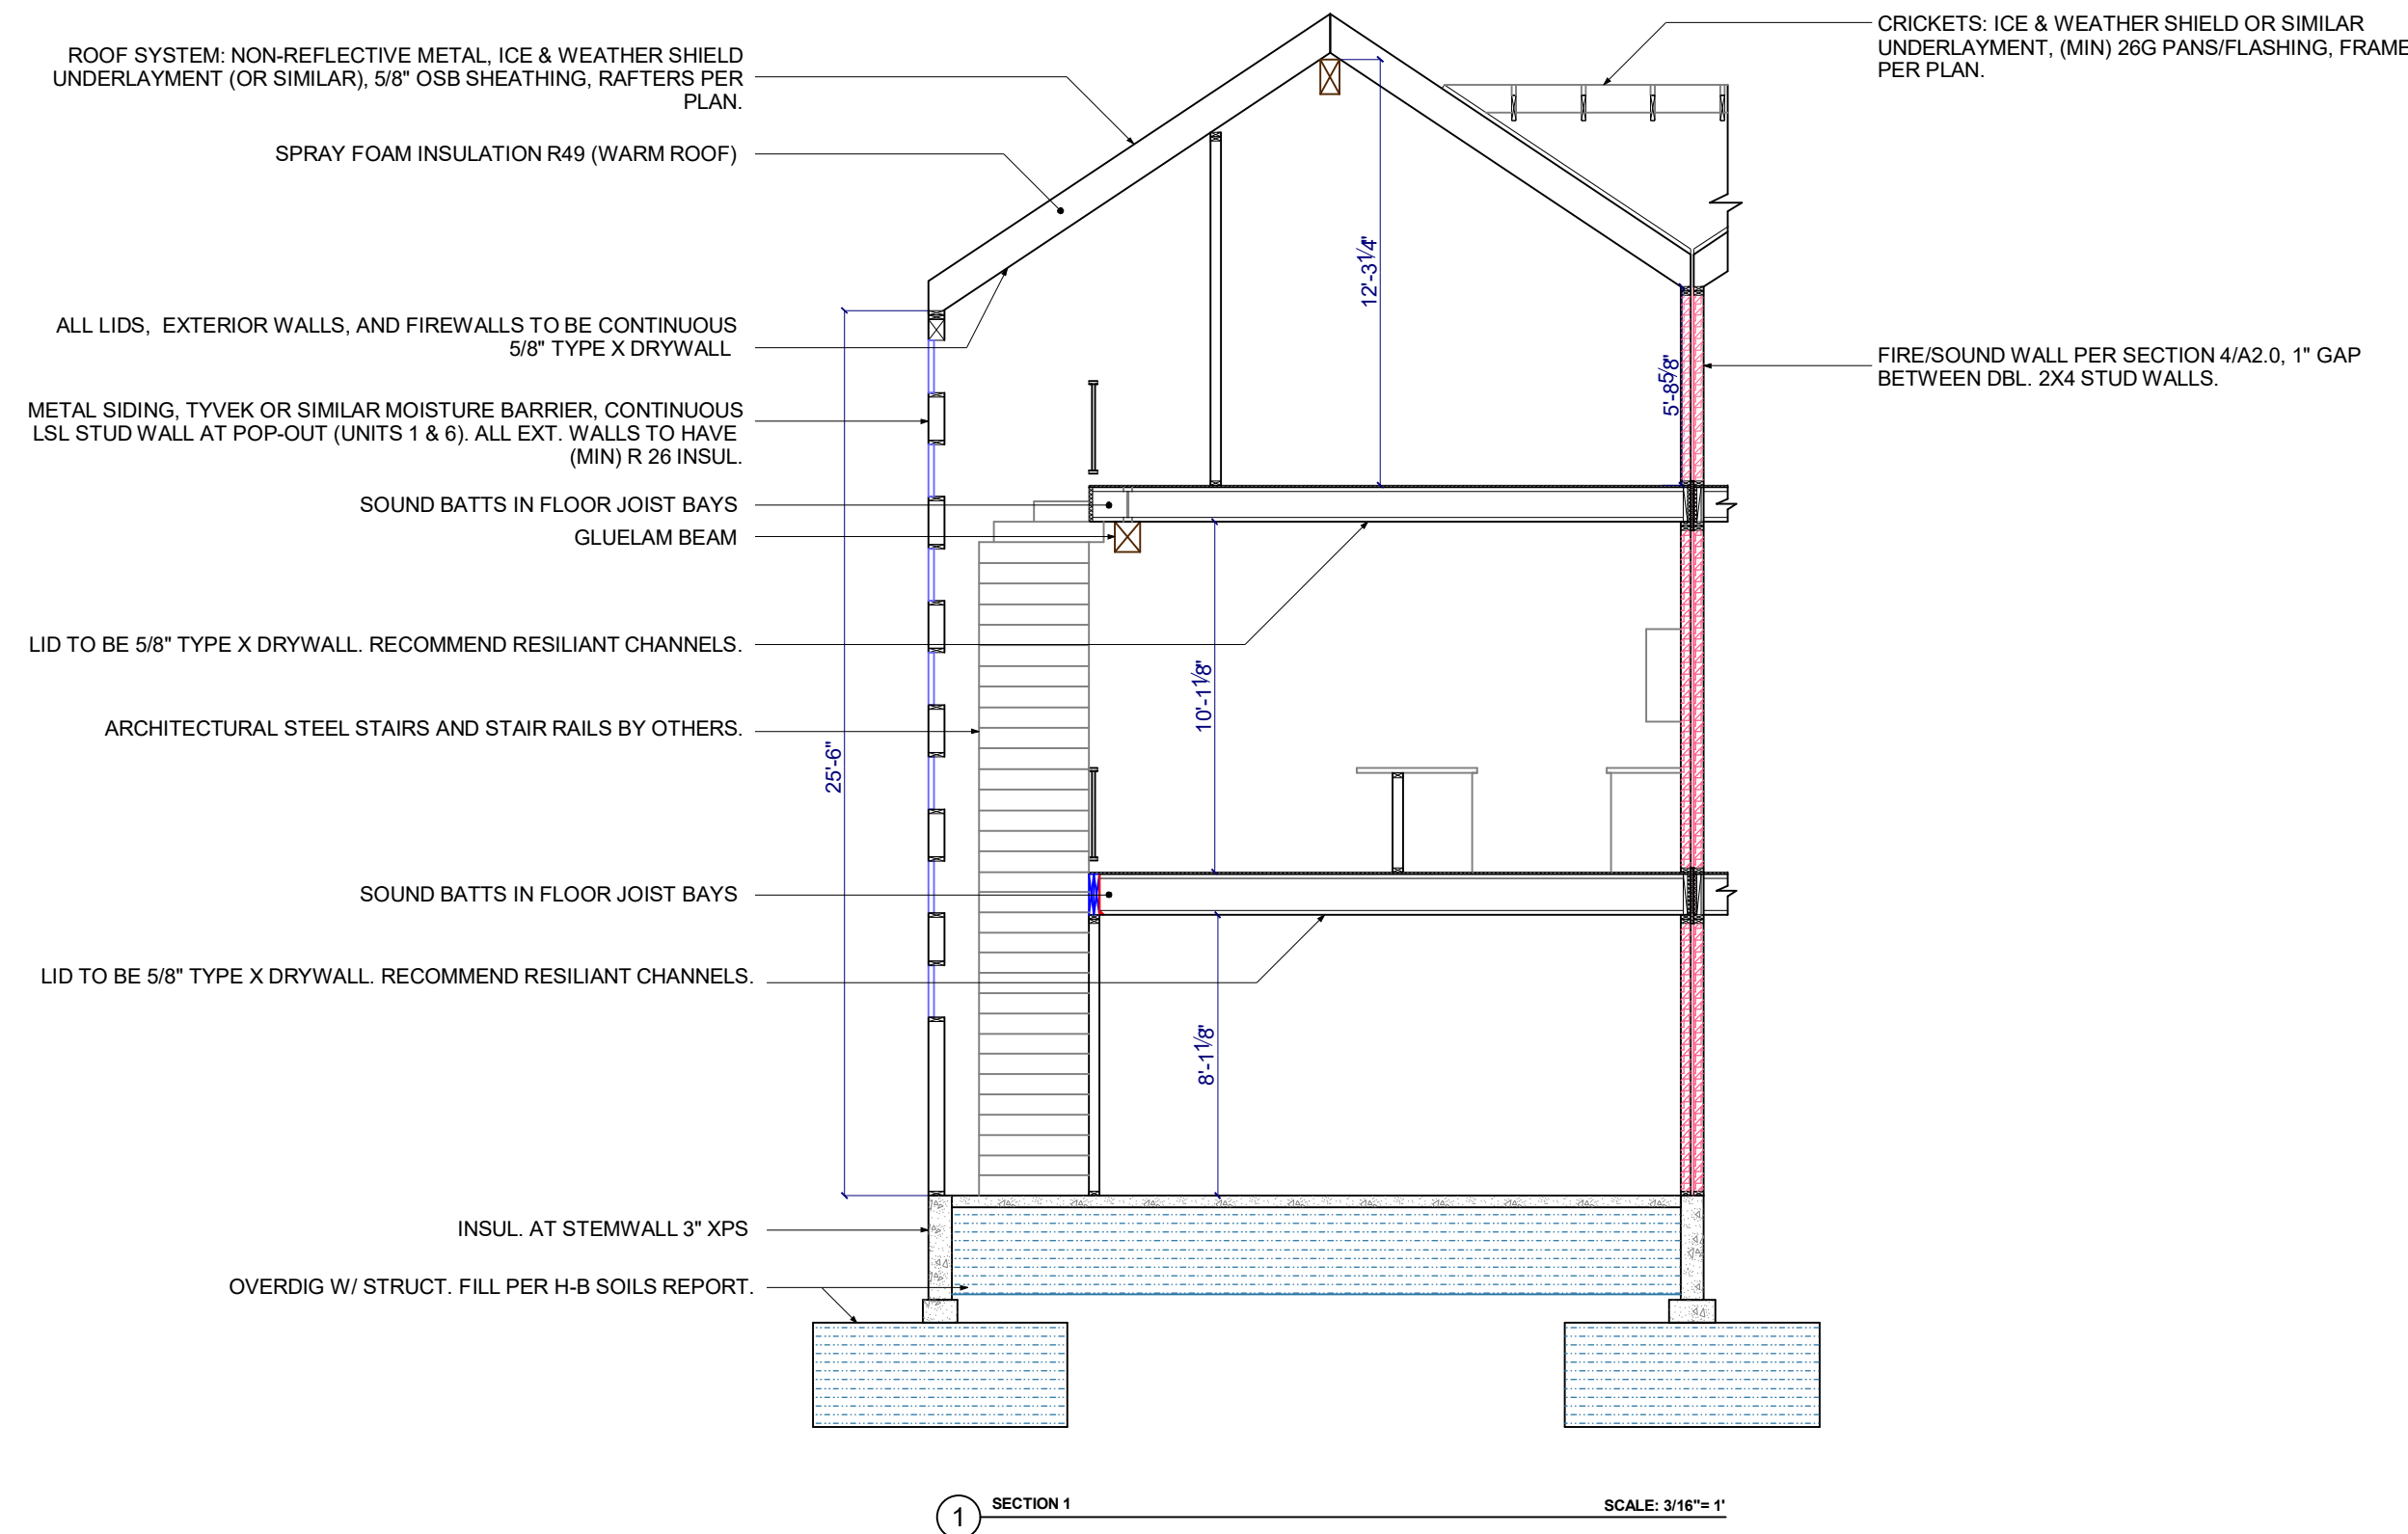 ROOF SYSTEM: NON-REFLECTIVE METAL, ICE & WEATHER SHIELD
UNDERLAYMENT (OR SIMILAR), 5/8" OSB SHEATHING, RAFTERS PER
PLAN.
SPRAY FOAM INSULATION R49 (WARM ROOF)
ALL LIDS, EXTERIOR WALLS, AND FIREWALLS TO BE CONTINUOUS
5/8" TYPE X DRYWALL
METAL SIDING, TYVEK OR SIMILAR MOISTURE BARRIER, CONTINUOUS
LSL STUD WALL AT POP-OUT (UNITS 1 & 6). ALL EXT. WALLS TO HAVE
(MIN) R 26 INSUL.
SOUND BATTS IN FLOOR JOIST BAYS
GLUELAM BEAM
LID TO BE 5/8" TYPE X DRYWALL. RECOMMEND RESILIANT CHANNELS.
ARCHITECTURAL STEEL STAIRS AND STAIR RAILS BY OTHERS.
SOUND BATTS IN FLOOR JOIST BAYS
LID TO BE 5/8" TYPE X DRYWALL. RECOMMEND RESILIANT CHANNELS.
INSUL. AT STEMWALL 3" XPS
OVERDIG W/ STRUCT. FILL PER H-B SOILS REPORT.
25'-6"
12'-3 1/4"
5'-8 5/8"
10'-1 1/8"
8'-1 1/8"
CRICKETS: ICE & WEATHER SHIELD OR SIMILAR
UNDERLAYMENT, (MIN) 26G PANS/FLASHING, FRAME
PER PLAN.
FIRE/SOUND WALL PER SECTION 4/A2.0, 1" GAP
BETWEEN DBL. 2X4 STUD WALLS.
1
SECTION 1
SCALE: 3/16"= 1'